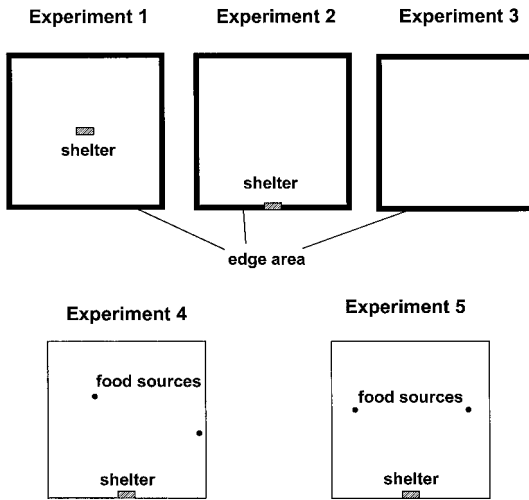 Experiment 1
Experiment 2
Experiment 3
shelter
shelter
edge area
Experiment 4
Experiment 5
food sources
food sources
shelter
shelter